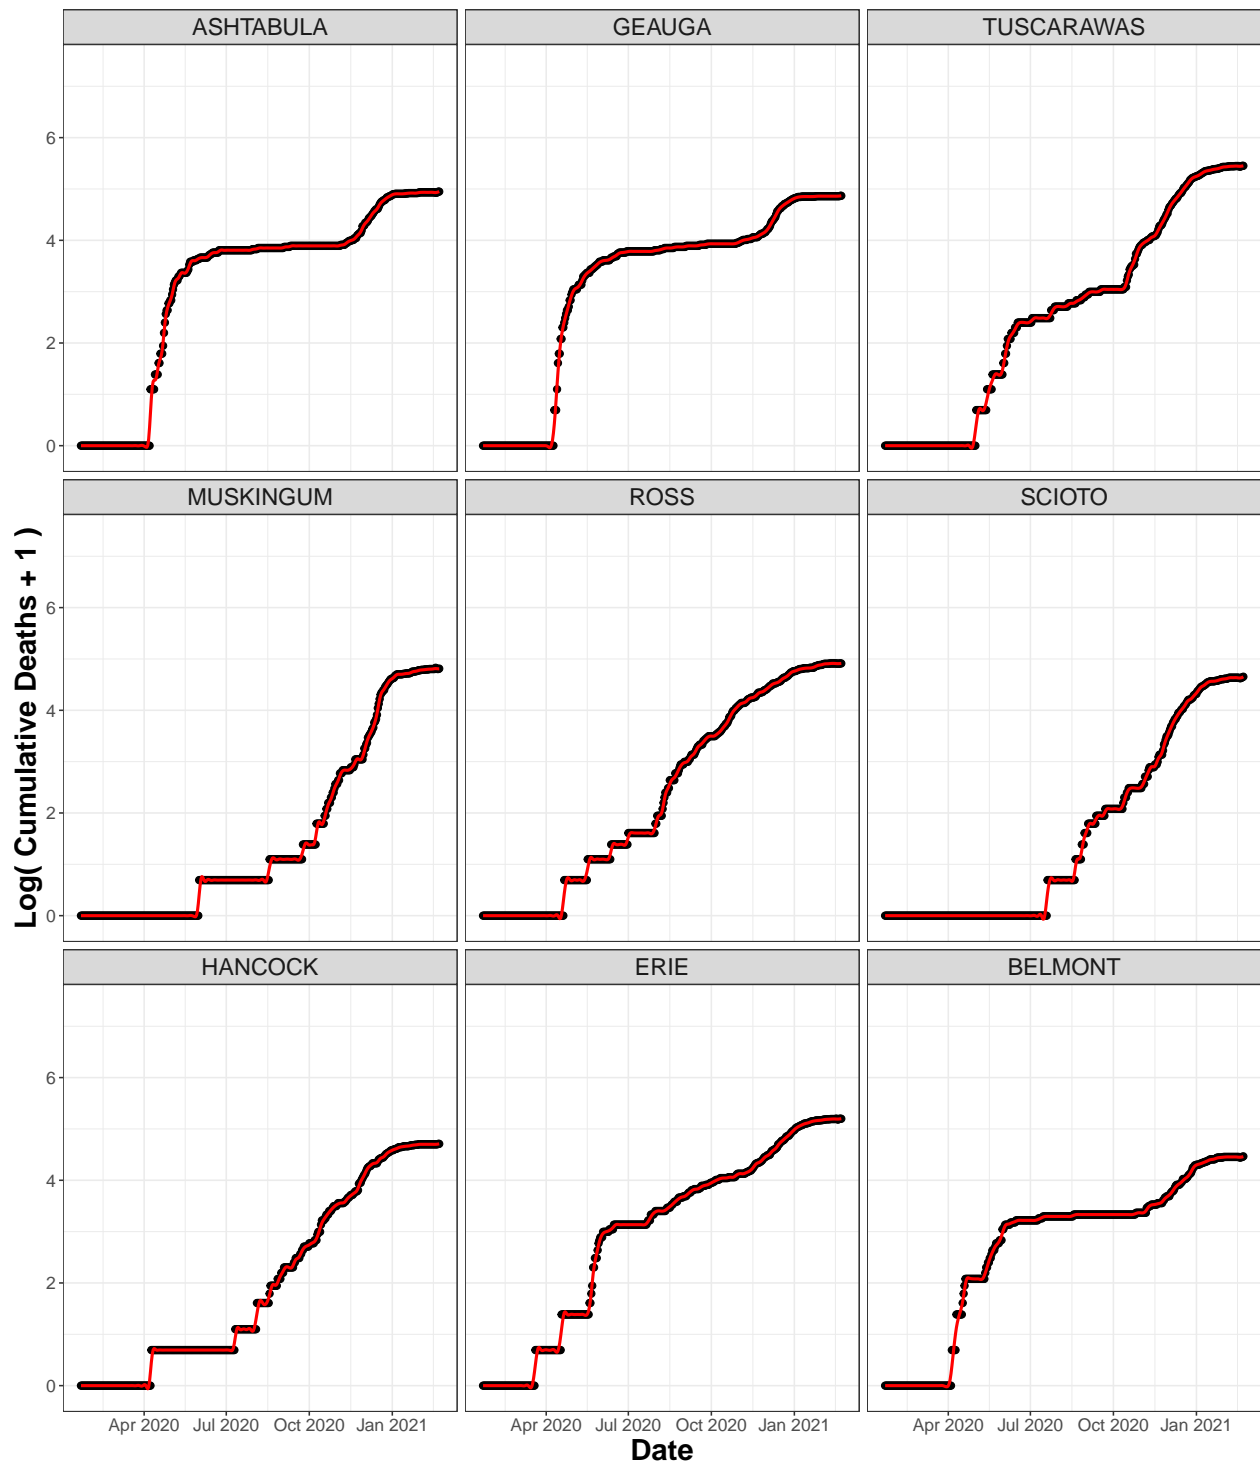 ASHTABULA GEAUGA TUSCARAWAS
6
4
2
0
MUSKINGUM ROSS SCIOTO
6
4
2
0
Log( Cumulative Deaths + 1 )
HANCOCK ERIE BELMONT
6
4
2
0
Apr 2020 Jul 2020 Oct 2020 Jan 2021 Apr 2020 Jul 2020 Oct 2020 Jan 2021 Apr 2020 Jul 2020 Oct 2020 Jan 2021
Date